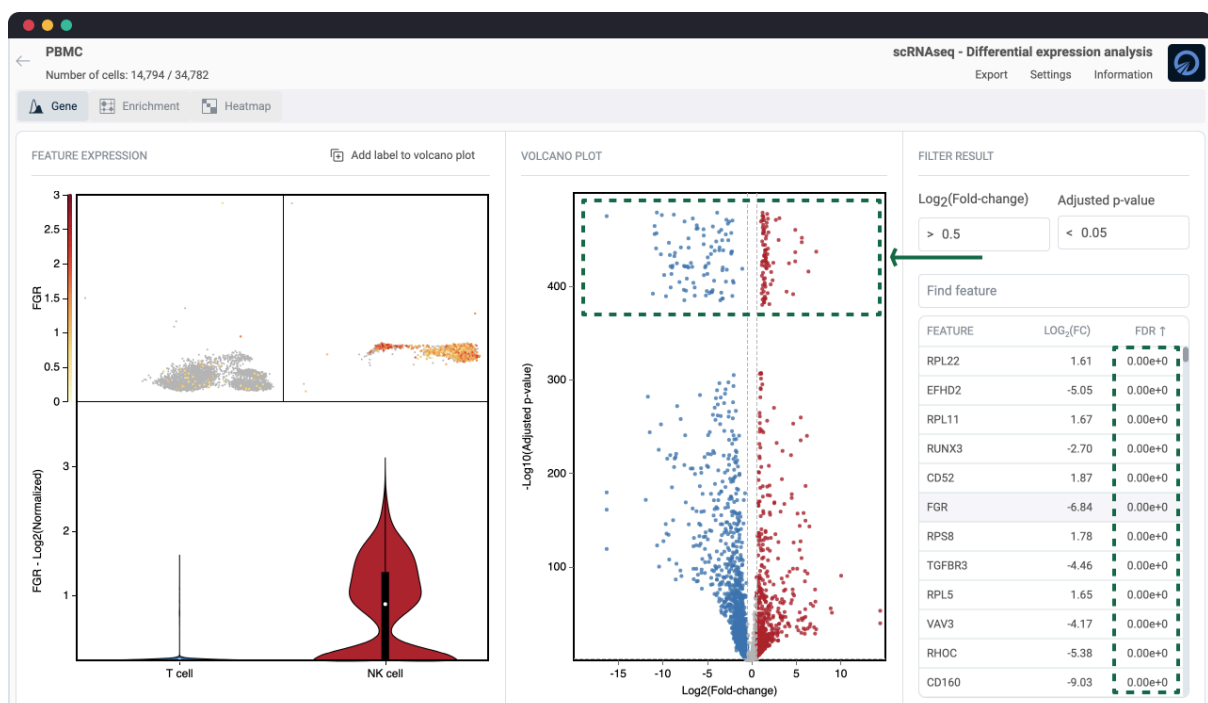 PBMC
Number of cells: 14,794 / 34,782
scRNAseq - Differential expression analysis
Export Settings Information
Gene Enrichment Heatmap
FEATURE EXPRESSION
Add label to volcano plot
3
2.5
2
1.5
1
0.5
0
FGR
3
2
1
FGR - Log2(Normalized)
T cell NK cell
VOLCANO PLOT
400
300
200
100
-Log10(Adjusted p-value)
-15 -10 -5 0 5 10
Log2(Fold-change)
FILTER RESULT
Log2(Fold-change) Adjusted p-value
> 0.5 < 0.05
Find feature
FEATURE LOG2(FC) FDR ↑
RPL22 1.61 0.00e+0
EFHD2 -5.05 0.00e+0
RPL11 1.67 0.00e+0
RUNX3 -2.70 0.00e+0
CD52 1.87 0.00e+0
FGR -6.84 0.00e+0
RPS8 1.78 0.00e+0
TGFBR3 -4.46 0.00e+0
RPL5 1.65 0.00e+0
VAV3 -4.17 0.00e+0
RHOC -5.38 0.00e+0
CD160 -9.03 0.00e+0